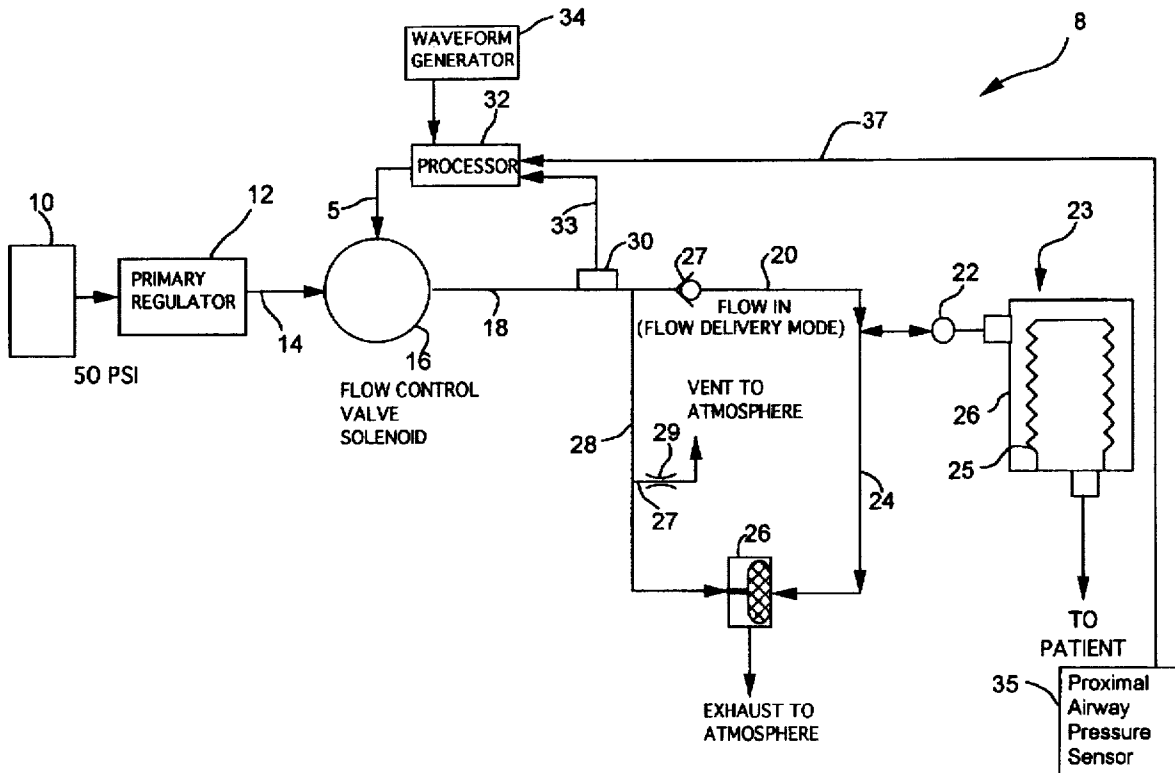 WAVEFORM
GENERATOR
34
8
32
PROCESSOR
37
5
33
10
12
30
27
20
23
22
PRIMARY
REGULATOR
14
18
16
FLOW IN
(FLOW DELIVERY MODE)
50 PSI
FLOW CONTROL
VALVE
SOLENOID
VENT TO
ATMOSPHERE
26
25
28
29
27
24
26
TO
PATIENT
EXHAUST TO
ATMOSPHERE
35
Proximal
Airway
Pressure
Sensor